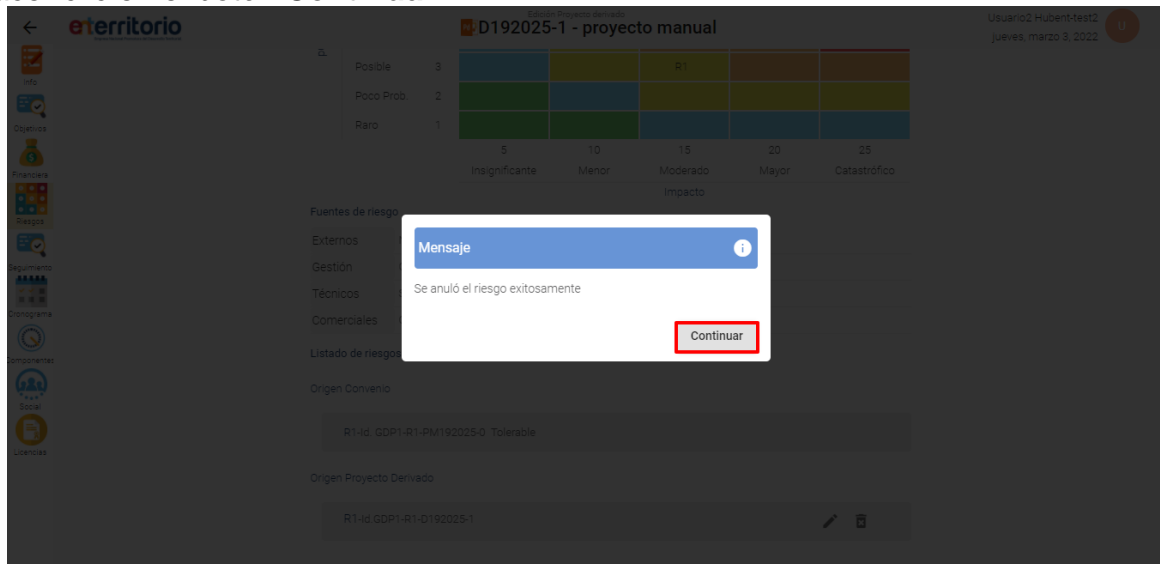 Edición Proyecto derivado
eterritorio
D192025-1 - proyecto manual
Usuario2 Hubent-test2
jueves, marzo 3, 2022
U
Info
Objetivos
Financiera
Riesgos
Seguimiento
Cronograma
Componentes
Social
Licencias
Posible 3 R1
Poco Prob. 2
Raro 1
5 10 15 20 25
Insignificante Menor Moderado Mayor Catastrófico
Impacto
Fuentes de riesgo
Externos
Gestión
Técnicos
Comerciales
Mensaje
Se anuló el riesgo exitosamente
Continuar
Listado de riesgos
Origen Convenio
R1-Id. GDP1-R1-PM192025-0 Tolerable
Origen Proyecto Derivado
R1-Id.GDP1-R1-D192025-1